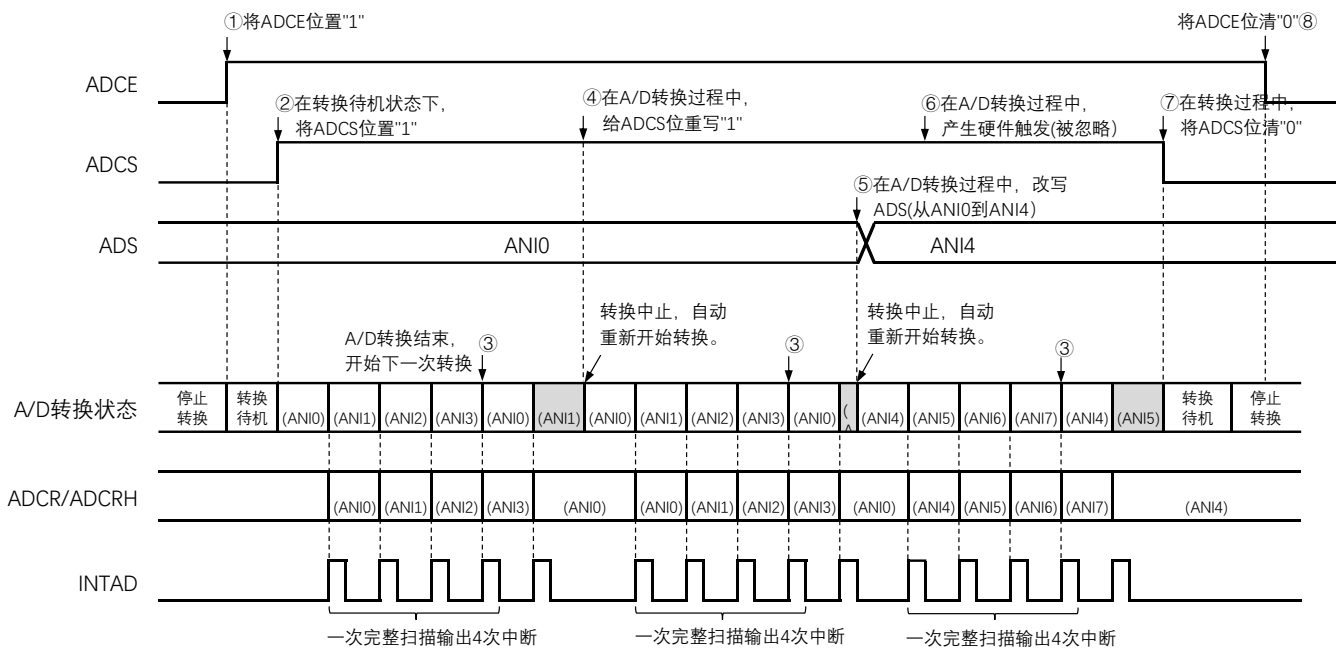 ①将ADCE位置"1"
将ADCE位清"0"⑧
ADCE
②在转换待机状态下，
将ADCS位置"1"
④在A/D转换过程中，
给ADCS位重写"1"
⑥在A/D转换过程中，
产生硬件触发(被忽略）
⑦在转换过程中，
将ADCS位清"0"
ADCS
⑤在A/D转换过程中，改写
ADS(从ANI0到ANI4）
ADS
ANI0
ANI4
A/D转换结束，
开始下一次转换
③
转换中止，自动
重新开始转换。
③
转换中止，自动
重新开始转换。
③
A/D转换状态
停止
转换
转换
待机
(ANI0) (ANI1) (ANI2) (ANI3) (ANI0) (ANI1) (ANI0) (ANI1) (ANI2) (ANI3) (ANI0) (ANI4) (ANI5) (ANI6) (ANI7) (ANI4) (ANI5)
转换
待机
停止
转换
ADCR/ADCRH
(ANI0) (ANI1) (ANI2) (ANI3) (ANI0) (ANI0) (ANI1) (ANI2) (ANI3) (ANI0) (ANI4) (ANI5) (ANI6) (ANI7) (ANI4)
INTAD
一次完整扫描输出4次中断
一次完整扫描输出4次中断
一次完整扫描输出4次中断